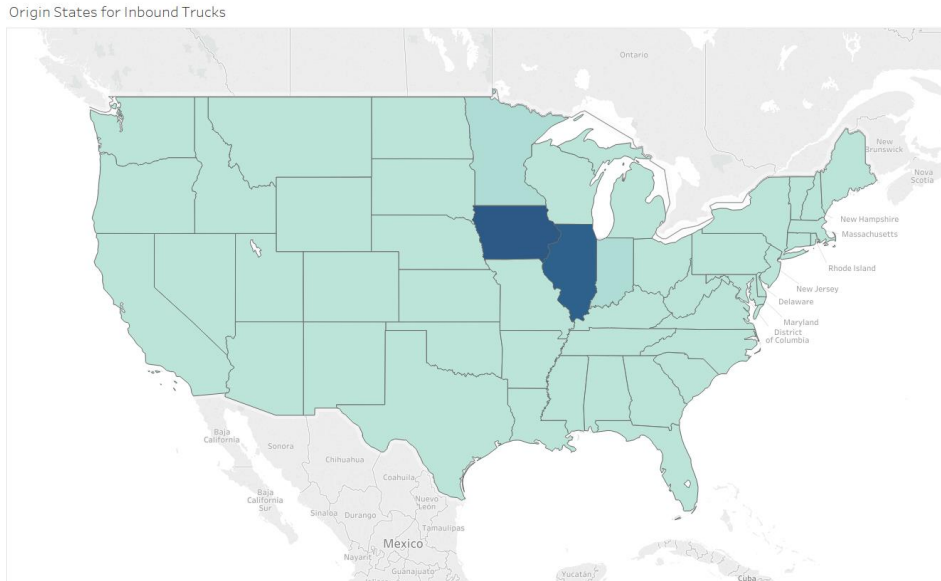 Origin States for Inbound Trucks
Ontario
New
Brunswick
Nova
Scotia
New Hampshire
Massachusetts
Rhode Island
New Jersey
Delaware
Maryland
District
of Columbia
Baja
California
Sonora
Chihuahua
Coahuila
Baja
California
Sur
Nuevo
León
Sinaloa
Durango
Tamaulipas
Mexico
Nayarit
Guanajuato
Yucatán
Cuba